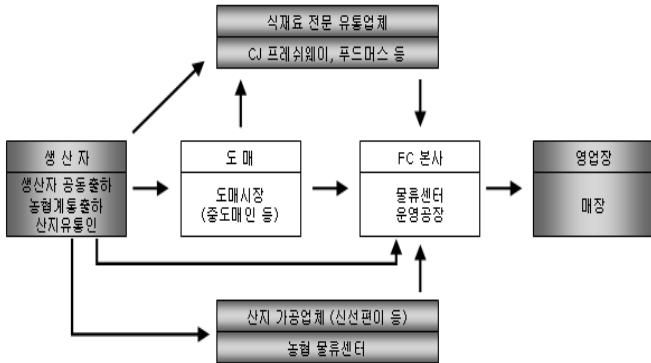 식재료 전문 유통업체
CJ 프레쉬웨이, 푸드머스 등
생 산 자
생산자 공동출하
농협계통출하
산지유통인
도 매
도매시장
(중도매인 등)
FC 본사
물류센터
운영공장
영업장
매장
산지 가공업체 (신선편이 등)
농협 물류센터